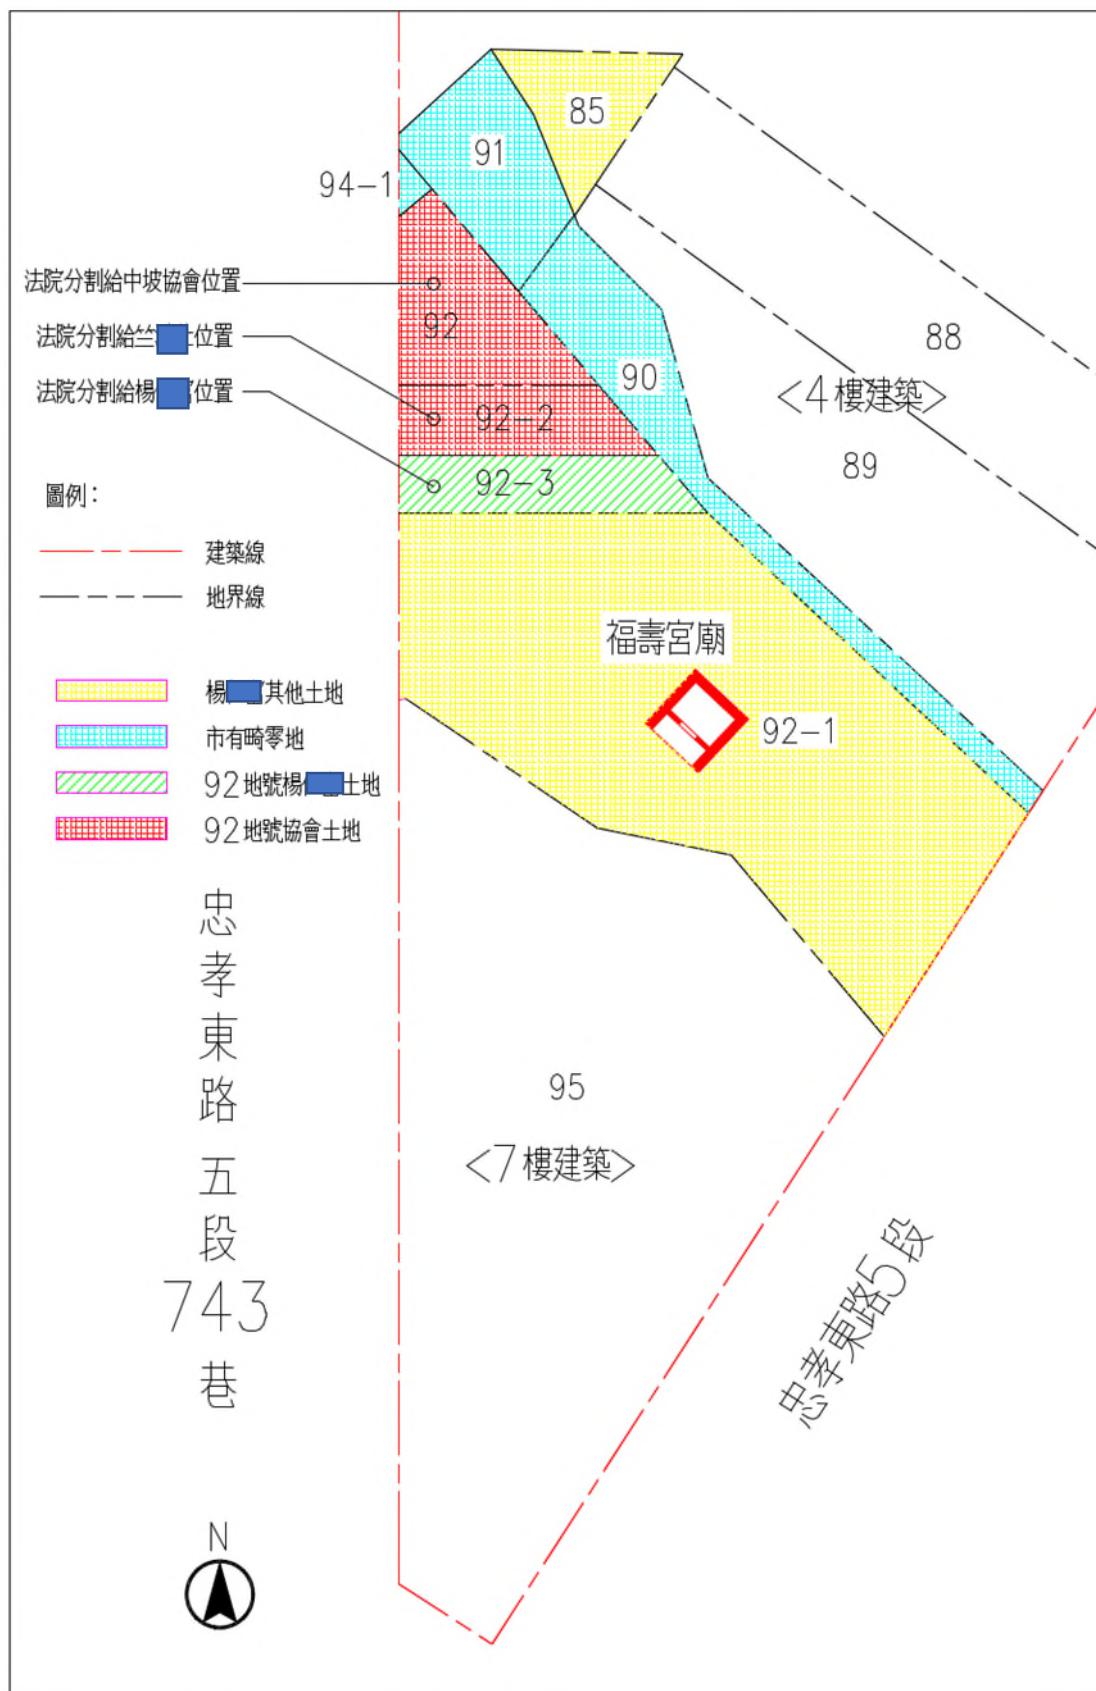 85
91
94-1
法院分割給中坡協會位置
92
法院分割給竺 位置
88
90
<4樓建築>
法院分割給楊 位置
92-2
89
92-3
圖例：
建築線
地界線
福壽宮廟
楊 其他土地
92-1
市有畸零地
92地號楊 土地
92地號協會土地
忠孝東路五段743巷
95
<7樓建築>
忠孝東路5段
N